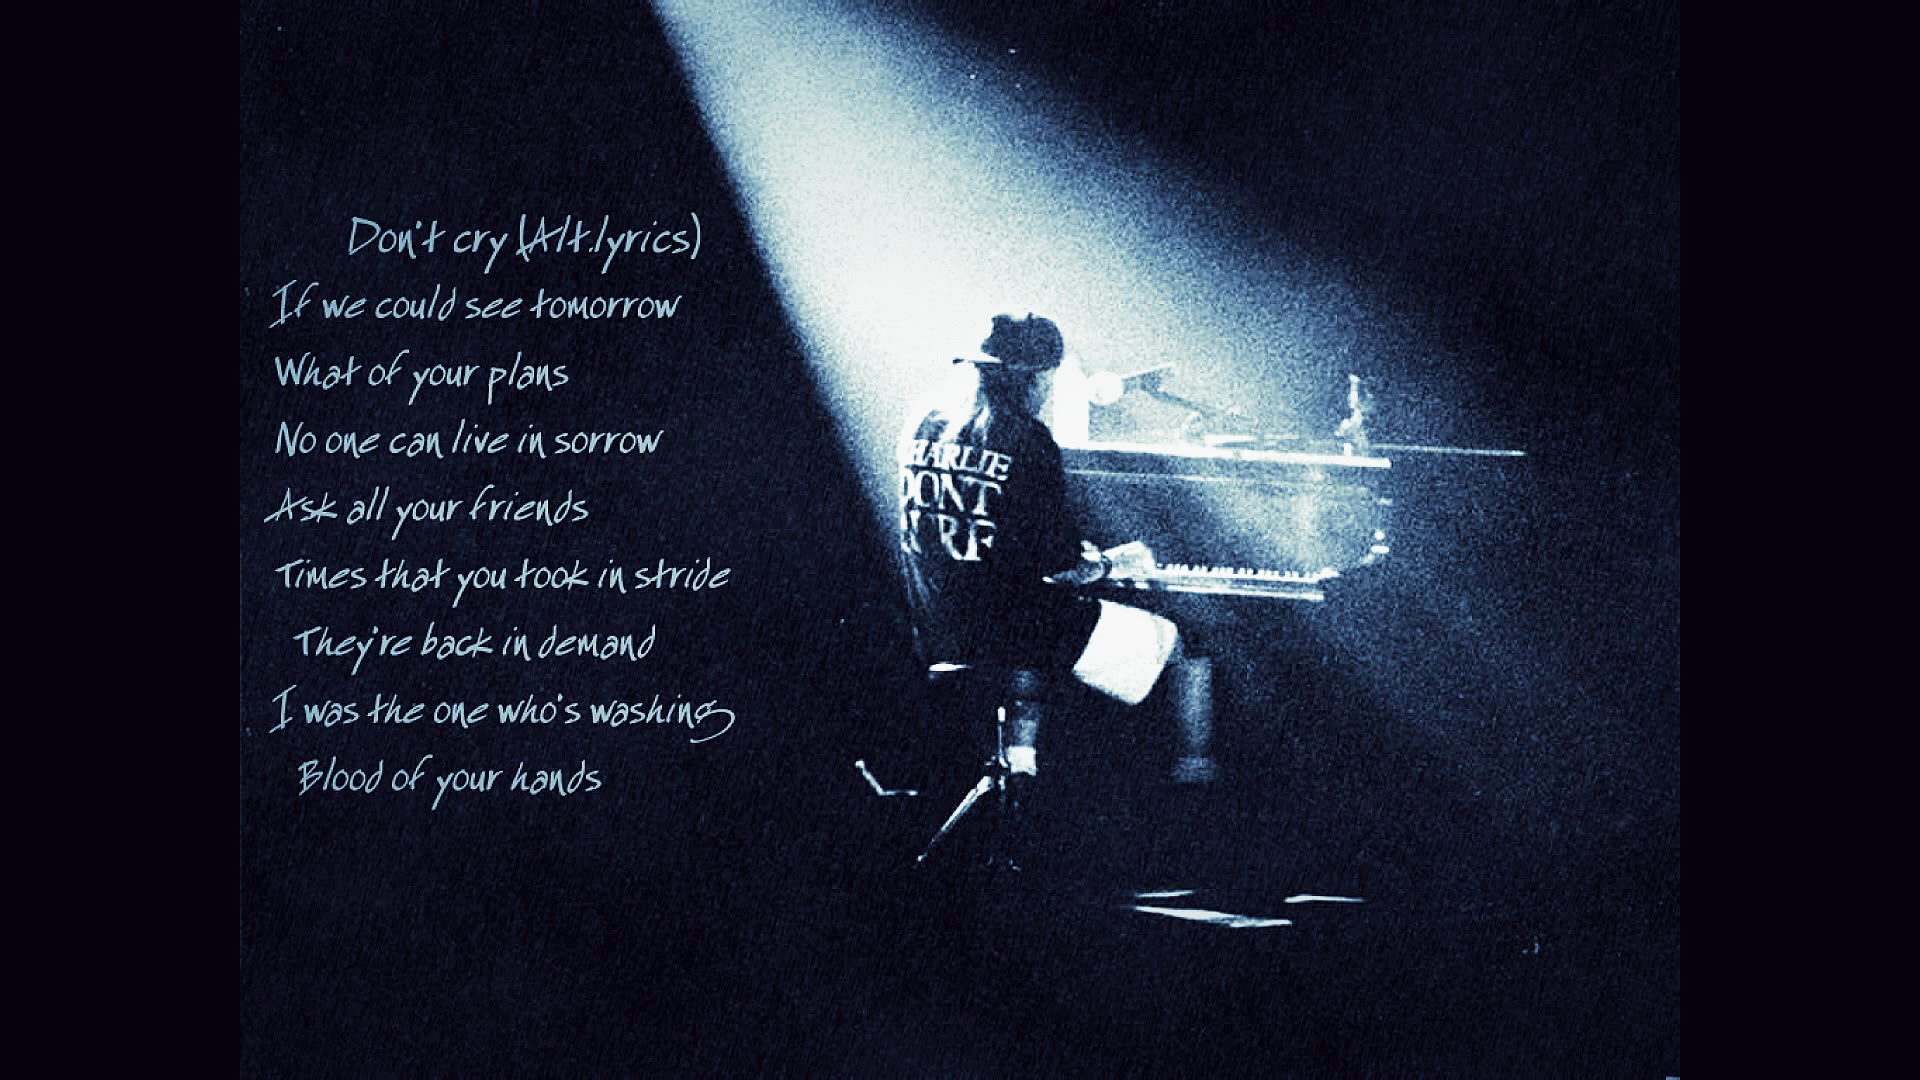 Don't cry (Alt.lyrics)
If we could see tomorrow
What of your plans
No one can live in sorrow
Ask all your friends
Times that you took in stride
They're back in demand
I was the one who's washing
Blood of your hands
HARLIE
DON'T